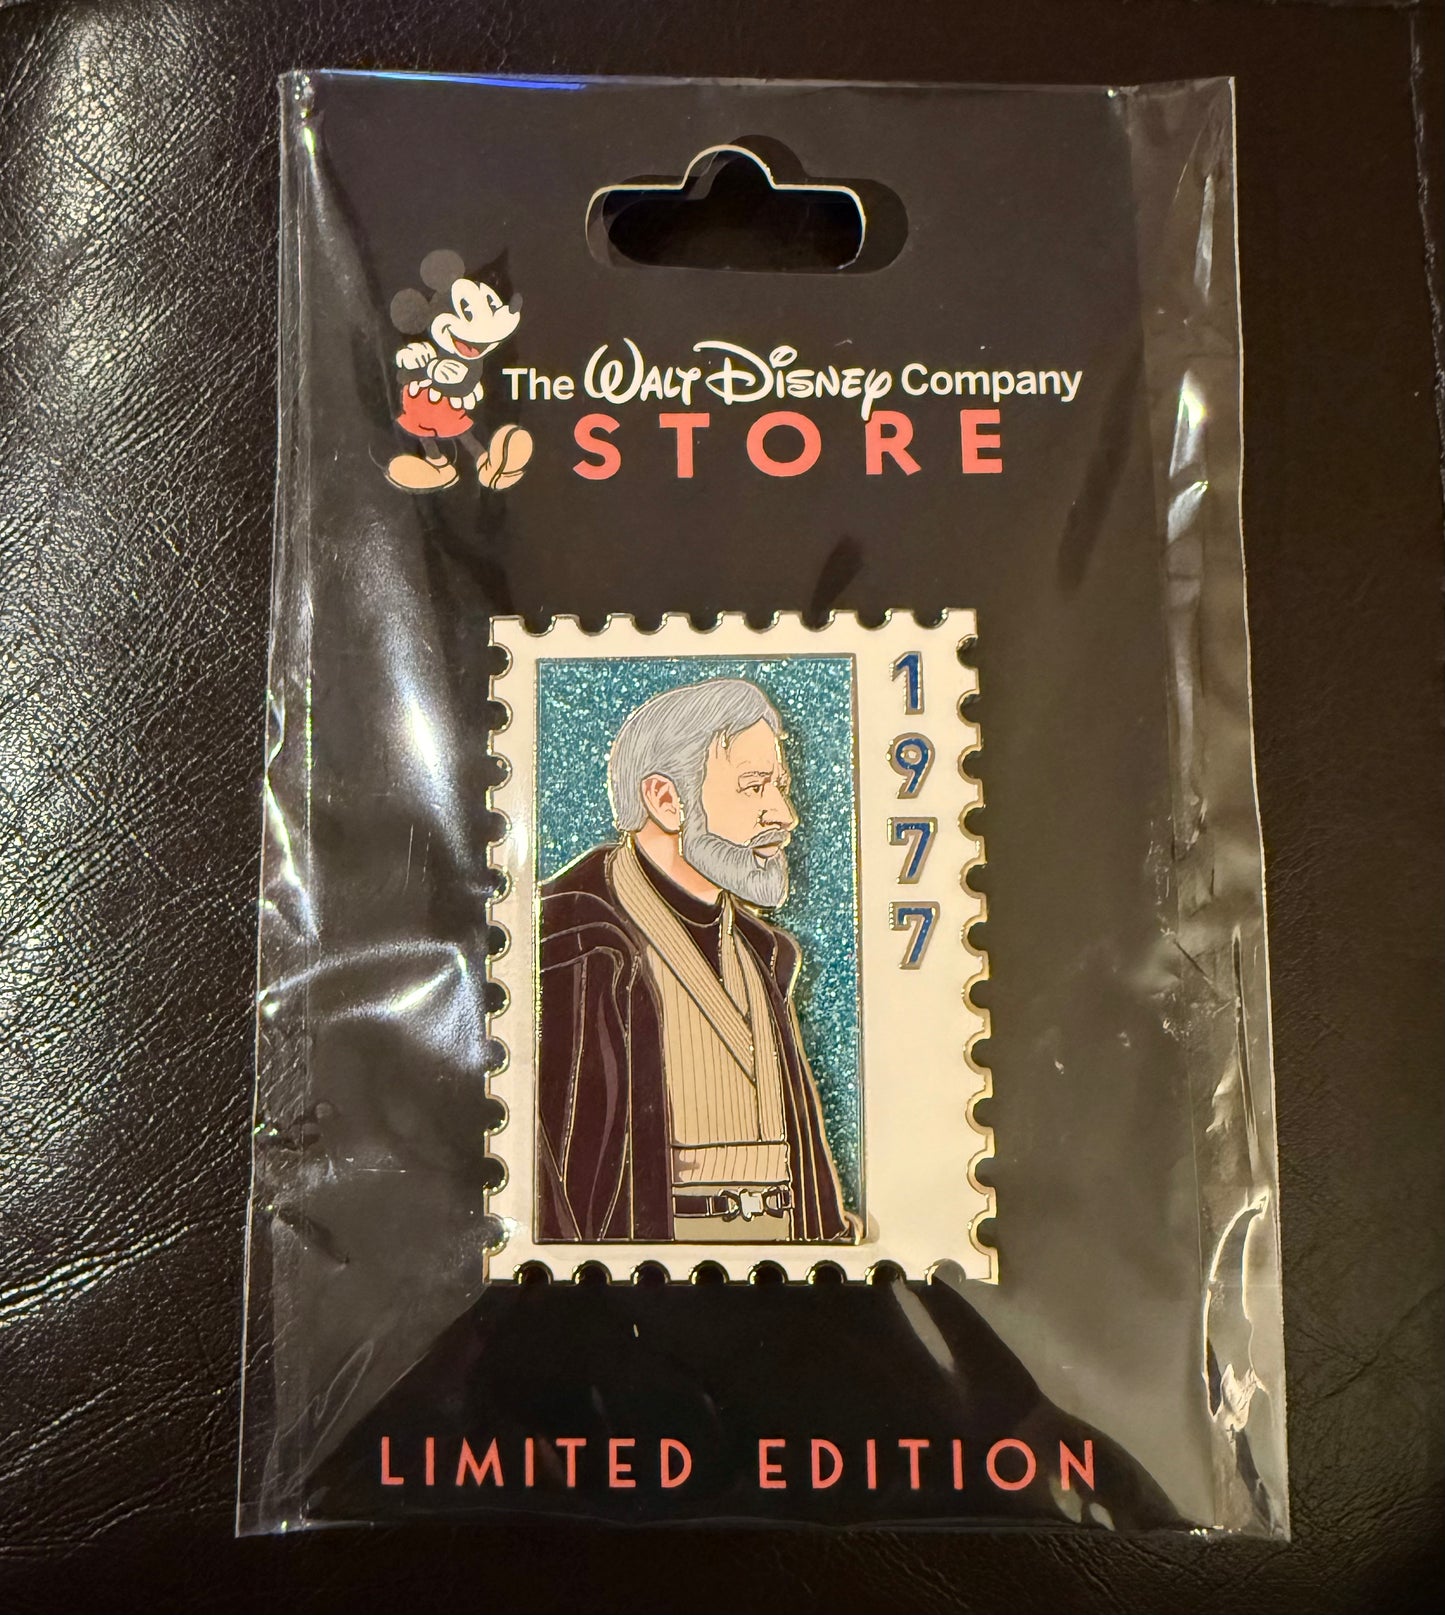 The Walt Disney Company
STORE
1977
LIMITED EDITION